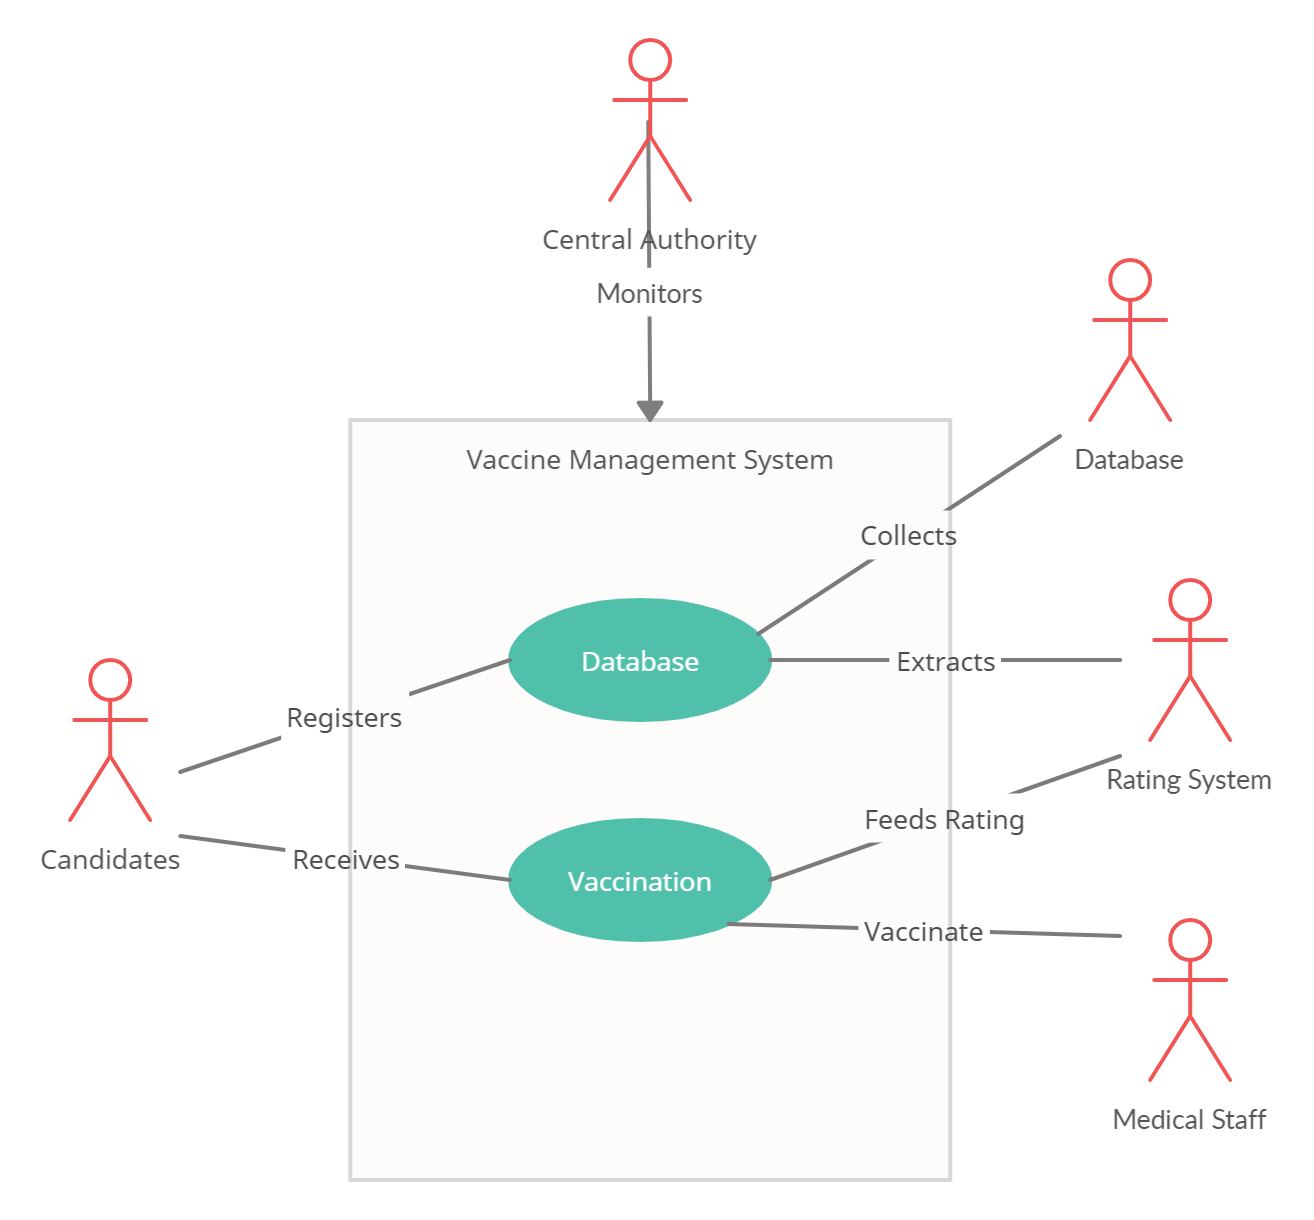 Central Authority
Monitors
Database
Vaccine Management System
Collects
Database
Extracts
Registers
Rating System
Feeds Rating
Candidates
Receives
Vaccination
Vaccinate
Medical Staff